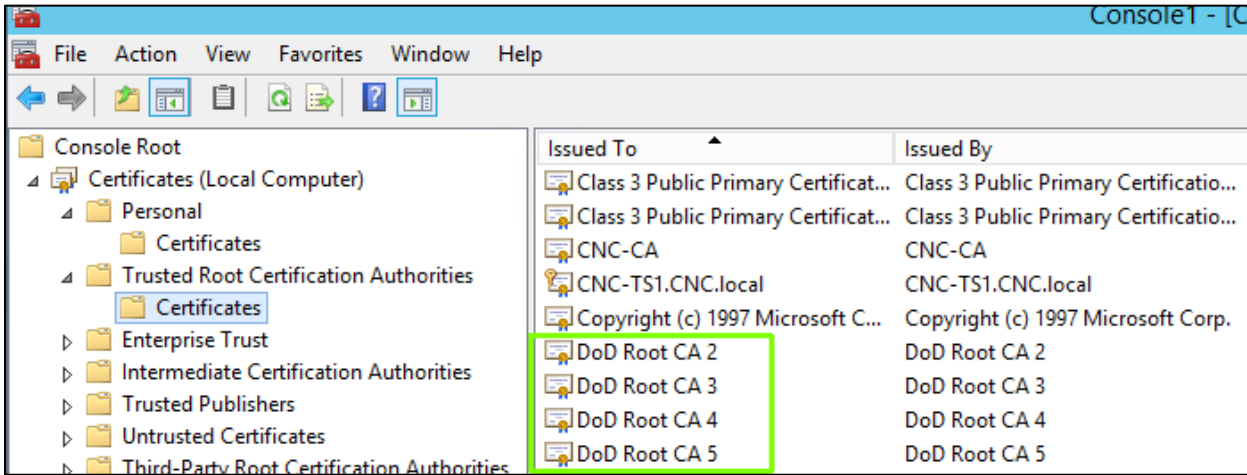 Console1 - [C
File Action View Favorites Window Help
Console Root
Certificates (Local Computer)
Personal
Certificates
Trusted Root Certification Authorities
Certificates
Enterprise Trust
Intermediate Certification Authorities
Trusted Publishers
Untrusted Certificates
Third-Party Root Certification Authorities
Issued To Issued By
Class 3 Public Primary Certificat... Class 3 Public Primary Certificatio...
Class 3 Public Primary Certificat... Class 3 Public Primary Certificatio...
CNC-CA CNC-CA
CNC-TS1.CNC.local CNC-TS1.CNC.local
Copyright (c) 1997 Microsoft C... Copyright (c) 1997 Microsoft Corp.
DoD Root CA 2 DoD Root CA 2
DoD Root CA 3 DoD Root CA 3
DoD Root CA 4 DoD Root CA 4
DoD Root CA 5 DoD Root CA 5